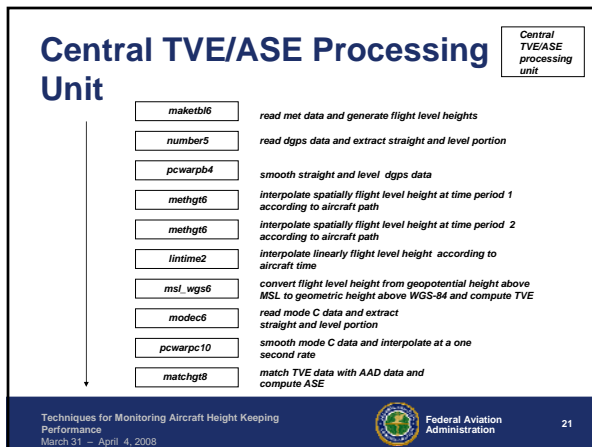 Central TVE/ASE Processing
Unit
Central
TVE/ASE
processing
unit
maketbl6
read met data and generate flight level heights
number5
read dgps data and extract straight and level portion
pcwarpb4
smooth straight and level dgps data
methgt6
interpolate spatially flight level height at time period 1
according to aircraft path
methgt6
interpolate spatially flight level height at time period 2
according to aircraft path
lintime2
interpolate linearly flight level height according to
aircraft time
msl_wgs6
convert flight level height from geopotential height above
MSL to geometric height above WGS-84 and compute TVE
modec6
read mode C data and extract
straight and level portion
pcwarpc10
smooth mode C data and interpolate at a one
second rate
matchgt8
match TVE data with AAD data and
compute ASE
Techniques for Monitoring Aircraft Height Keeping
Performance
March 31 – April 4, 2008
Federal Aviation
Administration
21